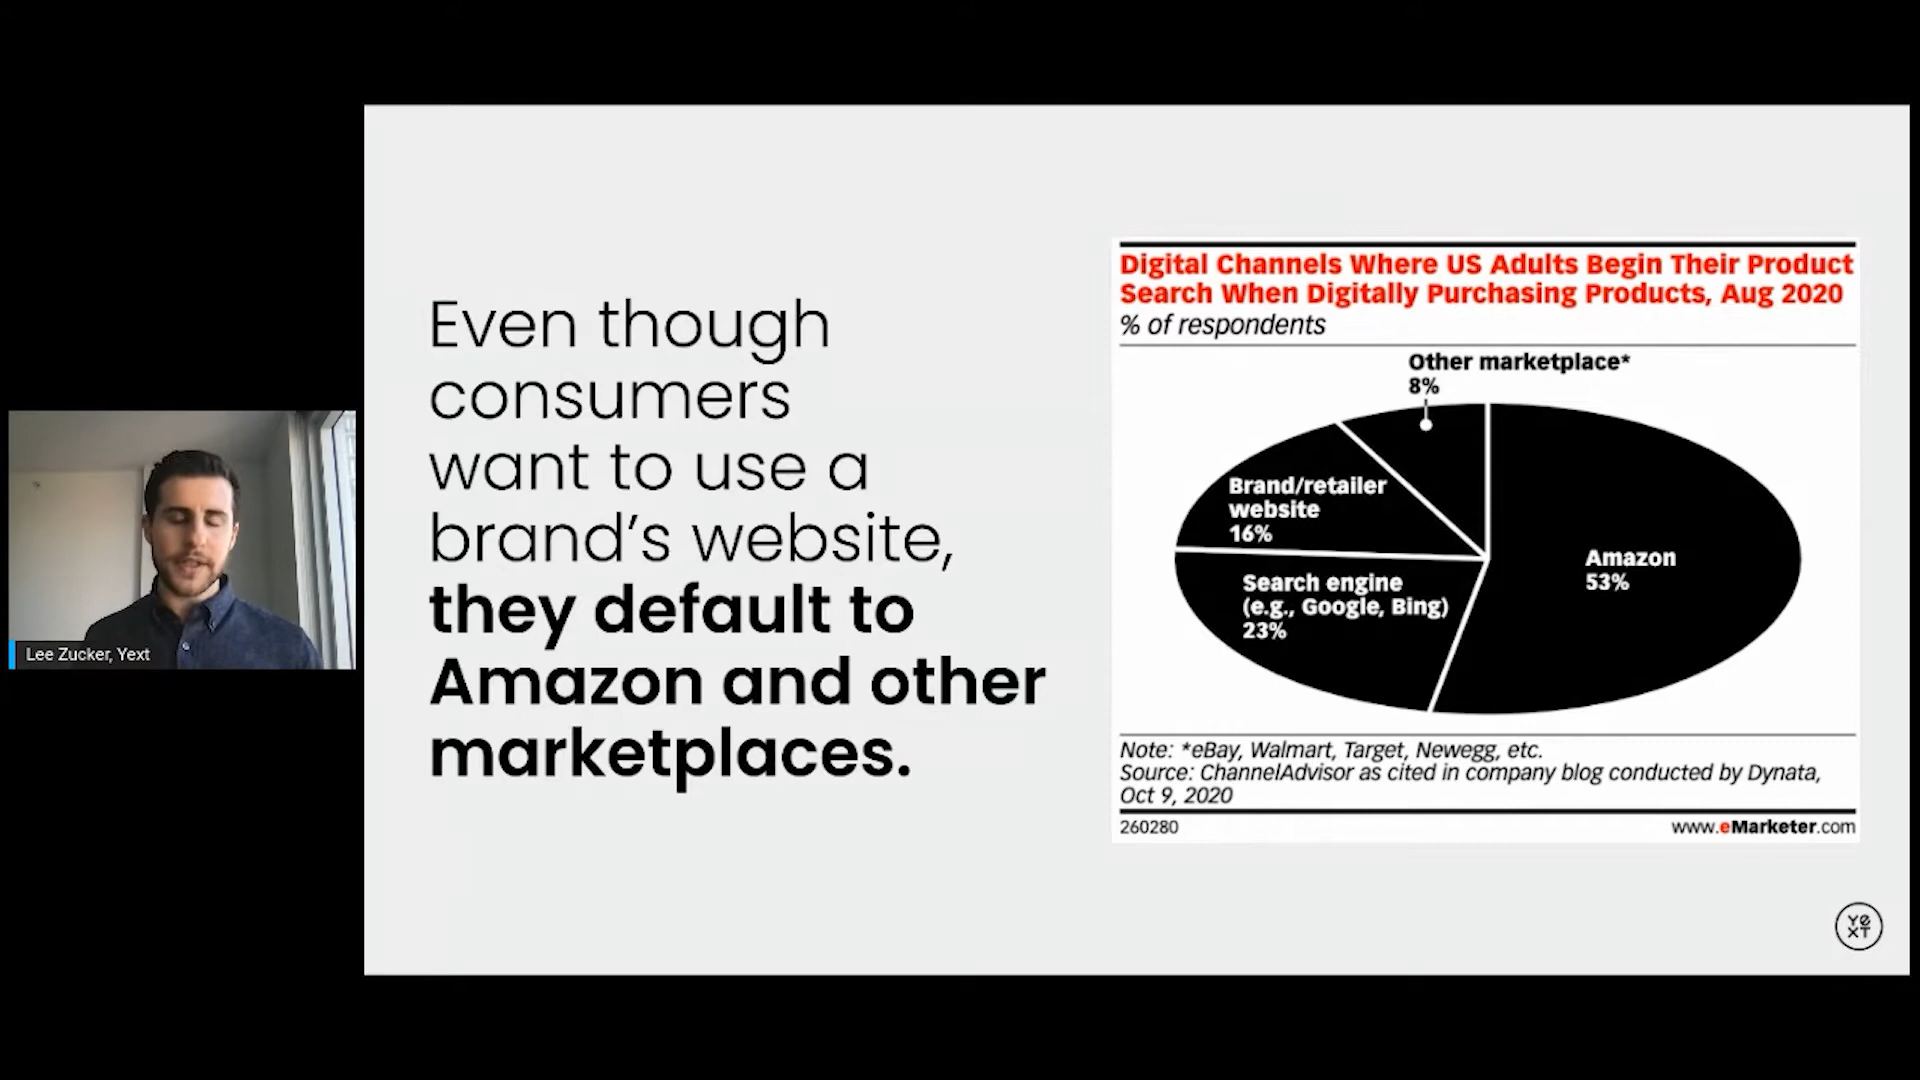 Even though
consumers
want to use a
brand's website,
they default to
Amazon and other
marketplaces.
Digital Channels Where US Adults Begin Their Product
Search When Digitally Purchasing Products, Aug 2020
% of respondents
Other marketplace*
8%
Brand/retailer
website
16%
Amazon
53%
Search engine
(e.g., Google, Bing)
23%
Note: *eBay, Walmart, Target, Newegg, etc.
Source: ChannelAdvisor as cited in company blog conducted by Dynata,
Oct 9, 2020
260280
www.eMarketer.com
Lee Zucker, Yext
YE
XT